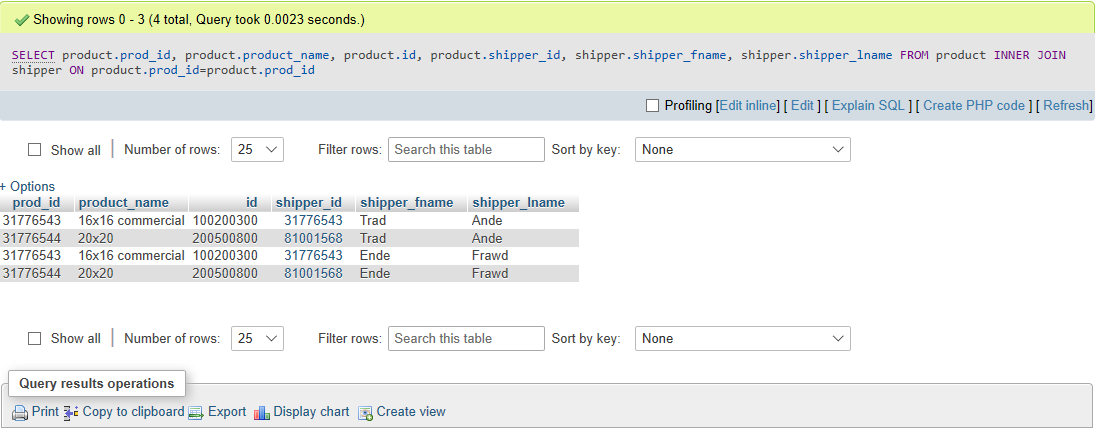 Showing rows 0 - 3 (4 total, Query took 0.0023 seconds.)
SELECT product.prod_id, product.product_name, product.id, product.shipper_id, shipper.shipper_fname, shipper.shipper_lname FROM product INNER JOIN
shipper ON product.prod_id=product.prod_id
Profiling [Edit inline] [ Edit ] [ Explain SQL ] [ Create PHP code ] [ Refresh]
Show all | Number of rows: 25 Filter rows: Search this table Sort by key: None
+ Options
prod_id product_name id shipper_id shipper_fname shipper_lname
31776543 16x16 commercial 100200300 31776543 Trad Ande
31776544 20x20 200500800 81001568 Trad Ande
31776543 16x16 commercial 100200300 31776543 Ende Frawd
31776544 20x20 200500800 81001568 Ende Frawd
Show all | Number of rows: 25 Filter rows: Search this table Sort by key: None
Query results operations
Print Copy to clipboard Export Display chart Create view